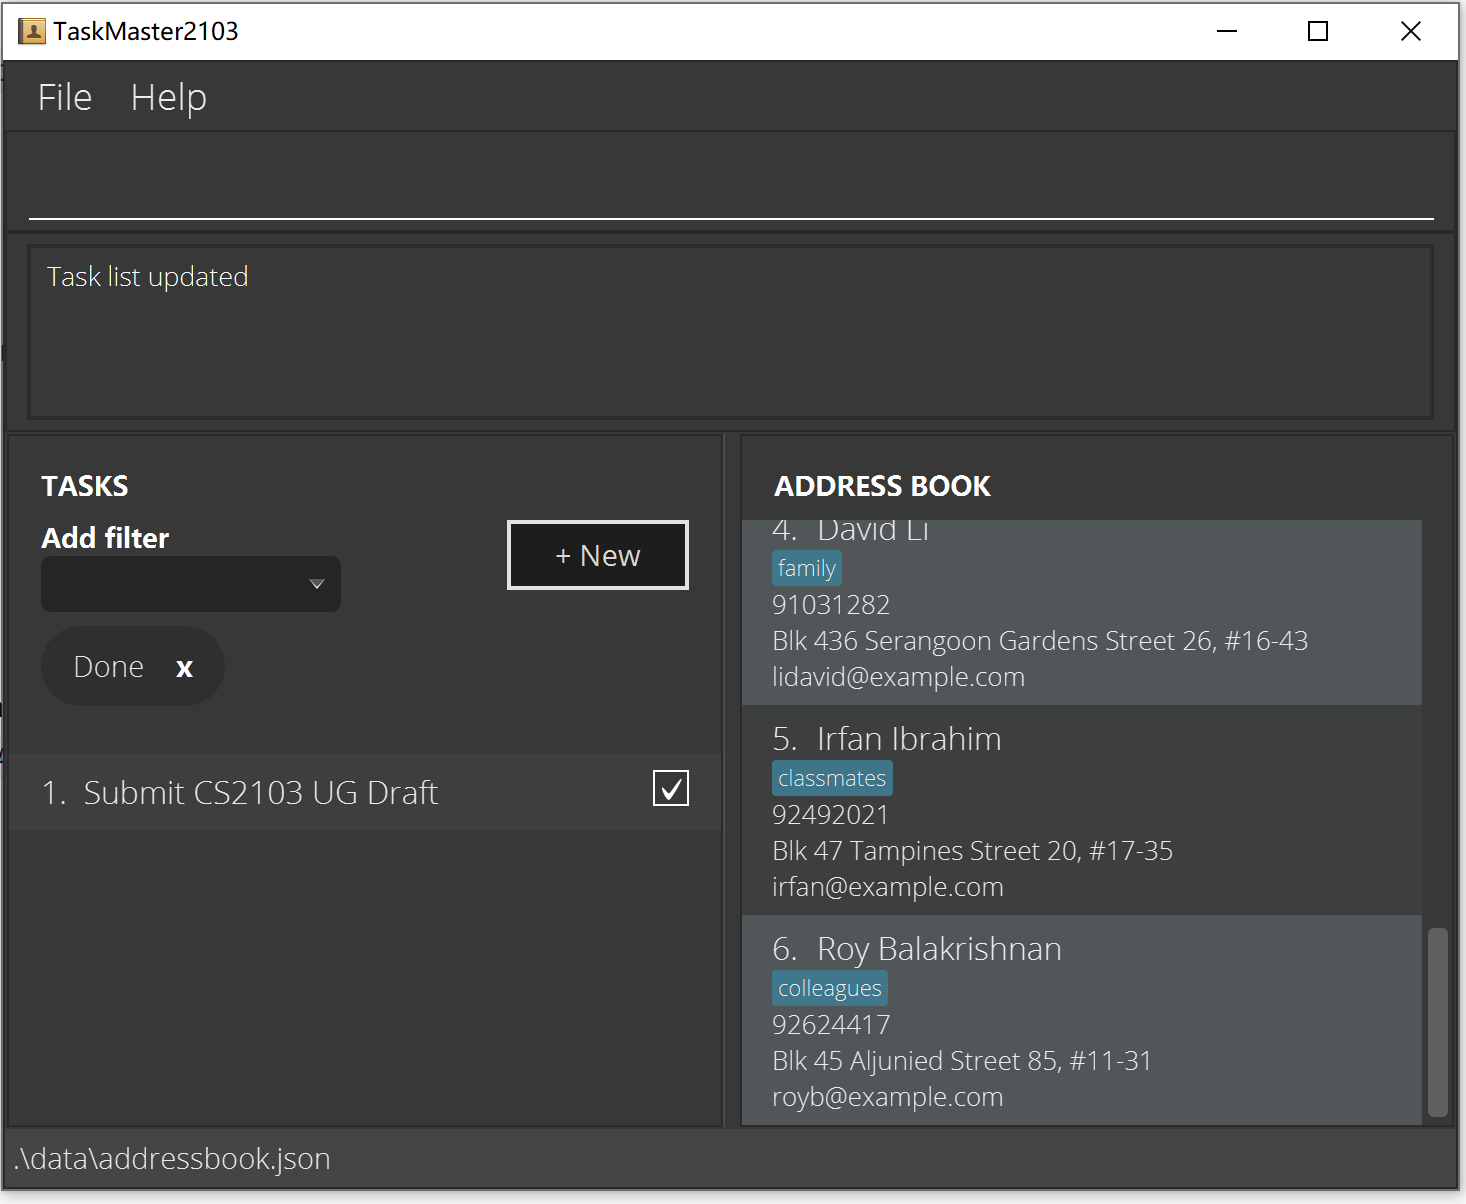 TaskMaster2103
File Help
Task list updated
TASKS
Add filter
+ New
Done x
1. Submit CS2103 UG Draft
ADDRESS BOOK
4. David Li
family
91031282
Blk 436 Serangoon Gardens Street 26, #16-43
lidavid@example.com
5. Irfan Ibrahim
classmates
92492021
Blk 47 Tampines Street 20, #17-35
irfan@example.com
6. Roy Balakrishnan
colleagues
92624417
Blk 45 Aljunied Street 85, #11-31
royb@example.com
.\data\addressbook.json